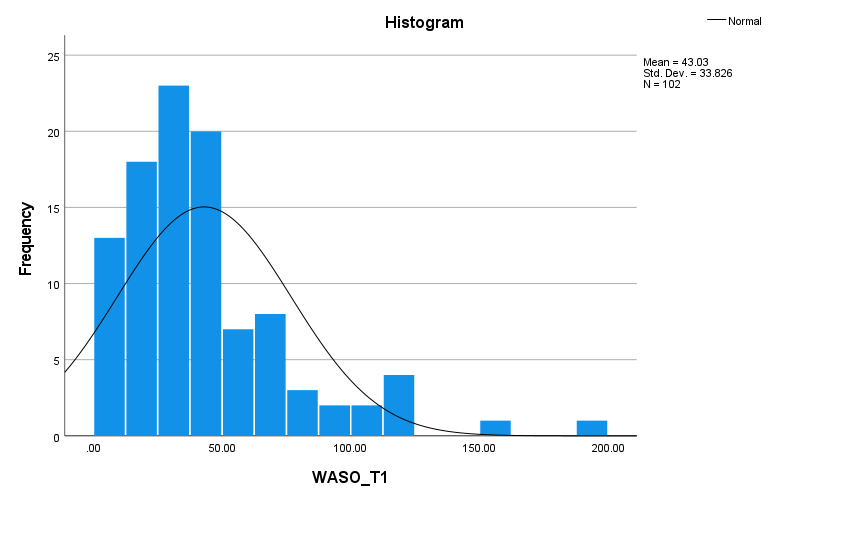 Histogram
Normal
Mean = 43.03
Std. Dev. = 33.826
N = 102
25
20
15
10
5
0
Frequency
.00
50.00
100.00
150.00
200.00
WASO_T1